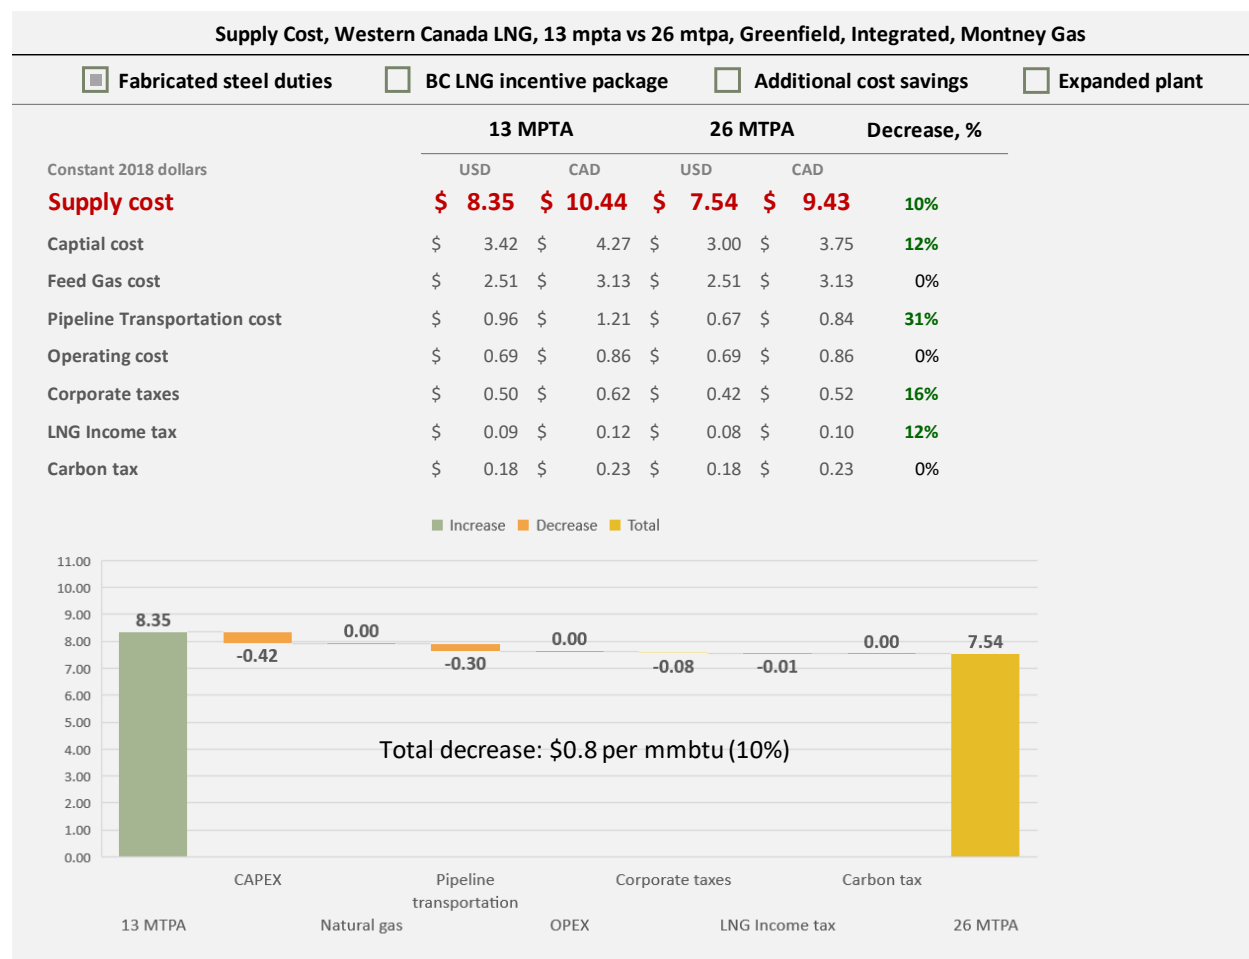 Supply Cost, Western Canada LNG, 13 mpta vs 26 mtpa, Greenfield, Integrated, Montney Gas
Fabricated steel duties BC LNG incentive package Additional cost savings Expanded plant
13 MPTA 26 MTPA Decrease, %
Constant 2018 dollars USD CAD USD CAD
Supply cost $ 8.35 $ 10.44 $ 7.54 $ 9.43 10%
Captial cost $ 3.42 $ 4.27 $ 3.00 $ 3.75 12%
Feed Gas cost $ 2.51 $ 3.13 $ 2.51 $ 3.13 0%
Pipeline Transportation cost $ 0.96 $ 1.21 $ 0.67 $ 0.84 31%
Operating cost $ 0.69 $ 0.86 $ 0.69 $ 0.86 0%
Corporate taxes $ 0.50 $ 0.62 $ 0.42 $ 0.52 16%
LNG Income tax $ 0.09 $ 0.12 $ 0.08 $ 0.10 12%
Carbon tax $ 0.18 $ 0.23 $ 0.18 $ 0.23 0%
Increase Decrease Total
11.00
10.00
9.00
8.00
7.00
6.00
5.00
4.00
3.00
2.00
1.00
0.00
8.35
-0.42
0.00
-0.30
0.00
-0.08
-0.01
0.00
7.54
Total decrease: $0.8 per mmbtu (10%)
CAPEX Pipeline Corporate taxes Carbon tax
transportation
13 MTPA Natural gas OPEX LNG Income tax 26 MTPA